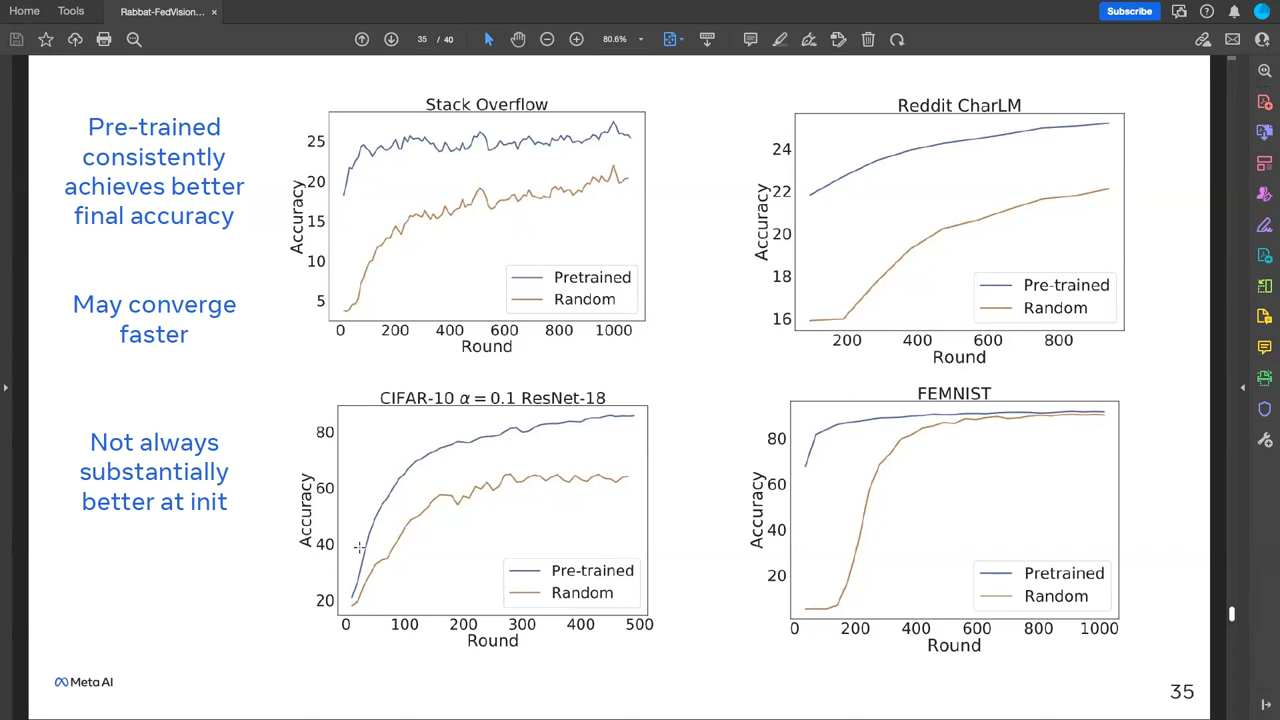 Home
Tools
Rabbat-FedVision...
×
Subscribe
35 / 40
80.6%
Pre-trained
consistently
achieves better
final accuracy
May converge
faster
Not always
substantially
better at init
Stack Overflow
Accuracy
25
20
15
10
5
0 200 400 600 800 1000
Round
Pretrained
Random
Reddit CharLM
Accuracy
24
22
20
18
16
200 400 600 800
Round
Pre-trained
Random
CIFAR-10 α = 0.1 ResNet-18
Accuracy
80
60
40
20
0 100 200 300 400 500
Round
Pre-trained
Random
FEMNIST
Accuracy
80
60
40
20
0 200 400 600 800 1000
Round
Pretrained
Random
Meta AI
35